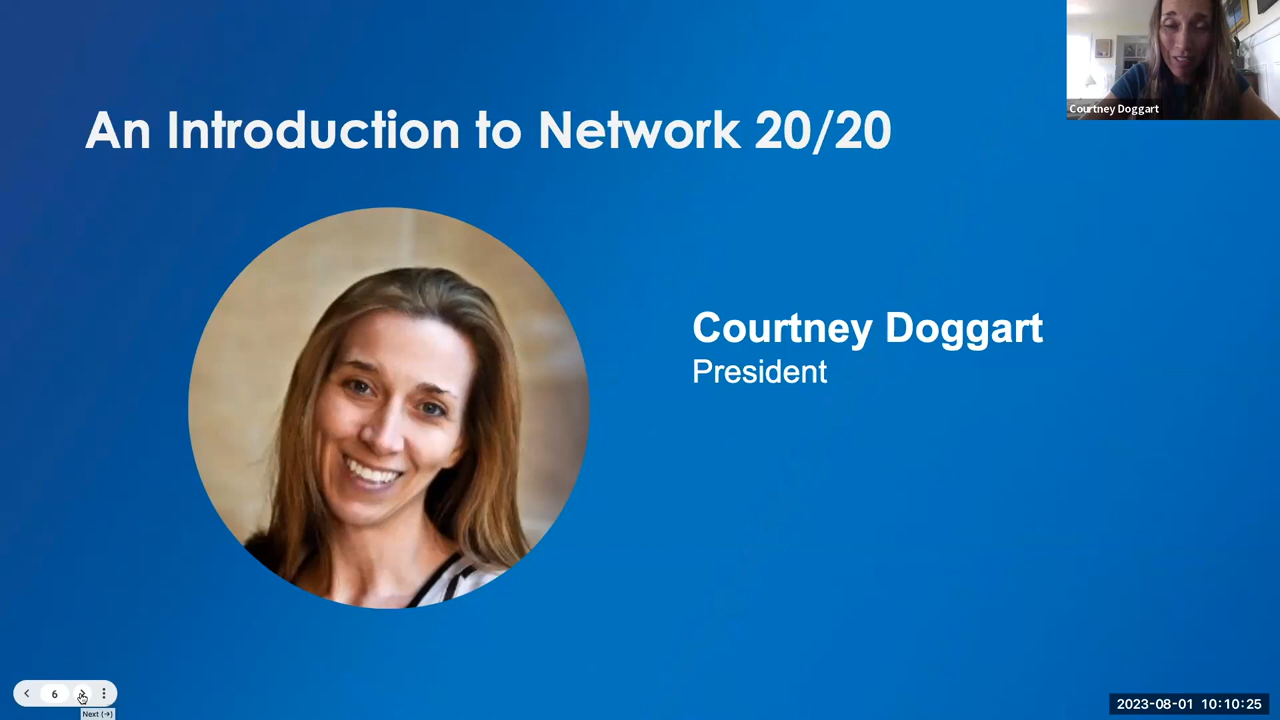 Courtney Doggart
An Introduction to Network 20/20
Courtney Doggart
President
6
Next (→)
2023-08-01 10:10:25